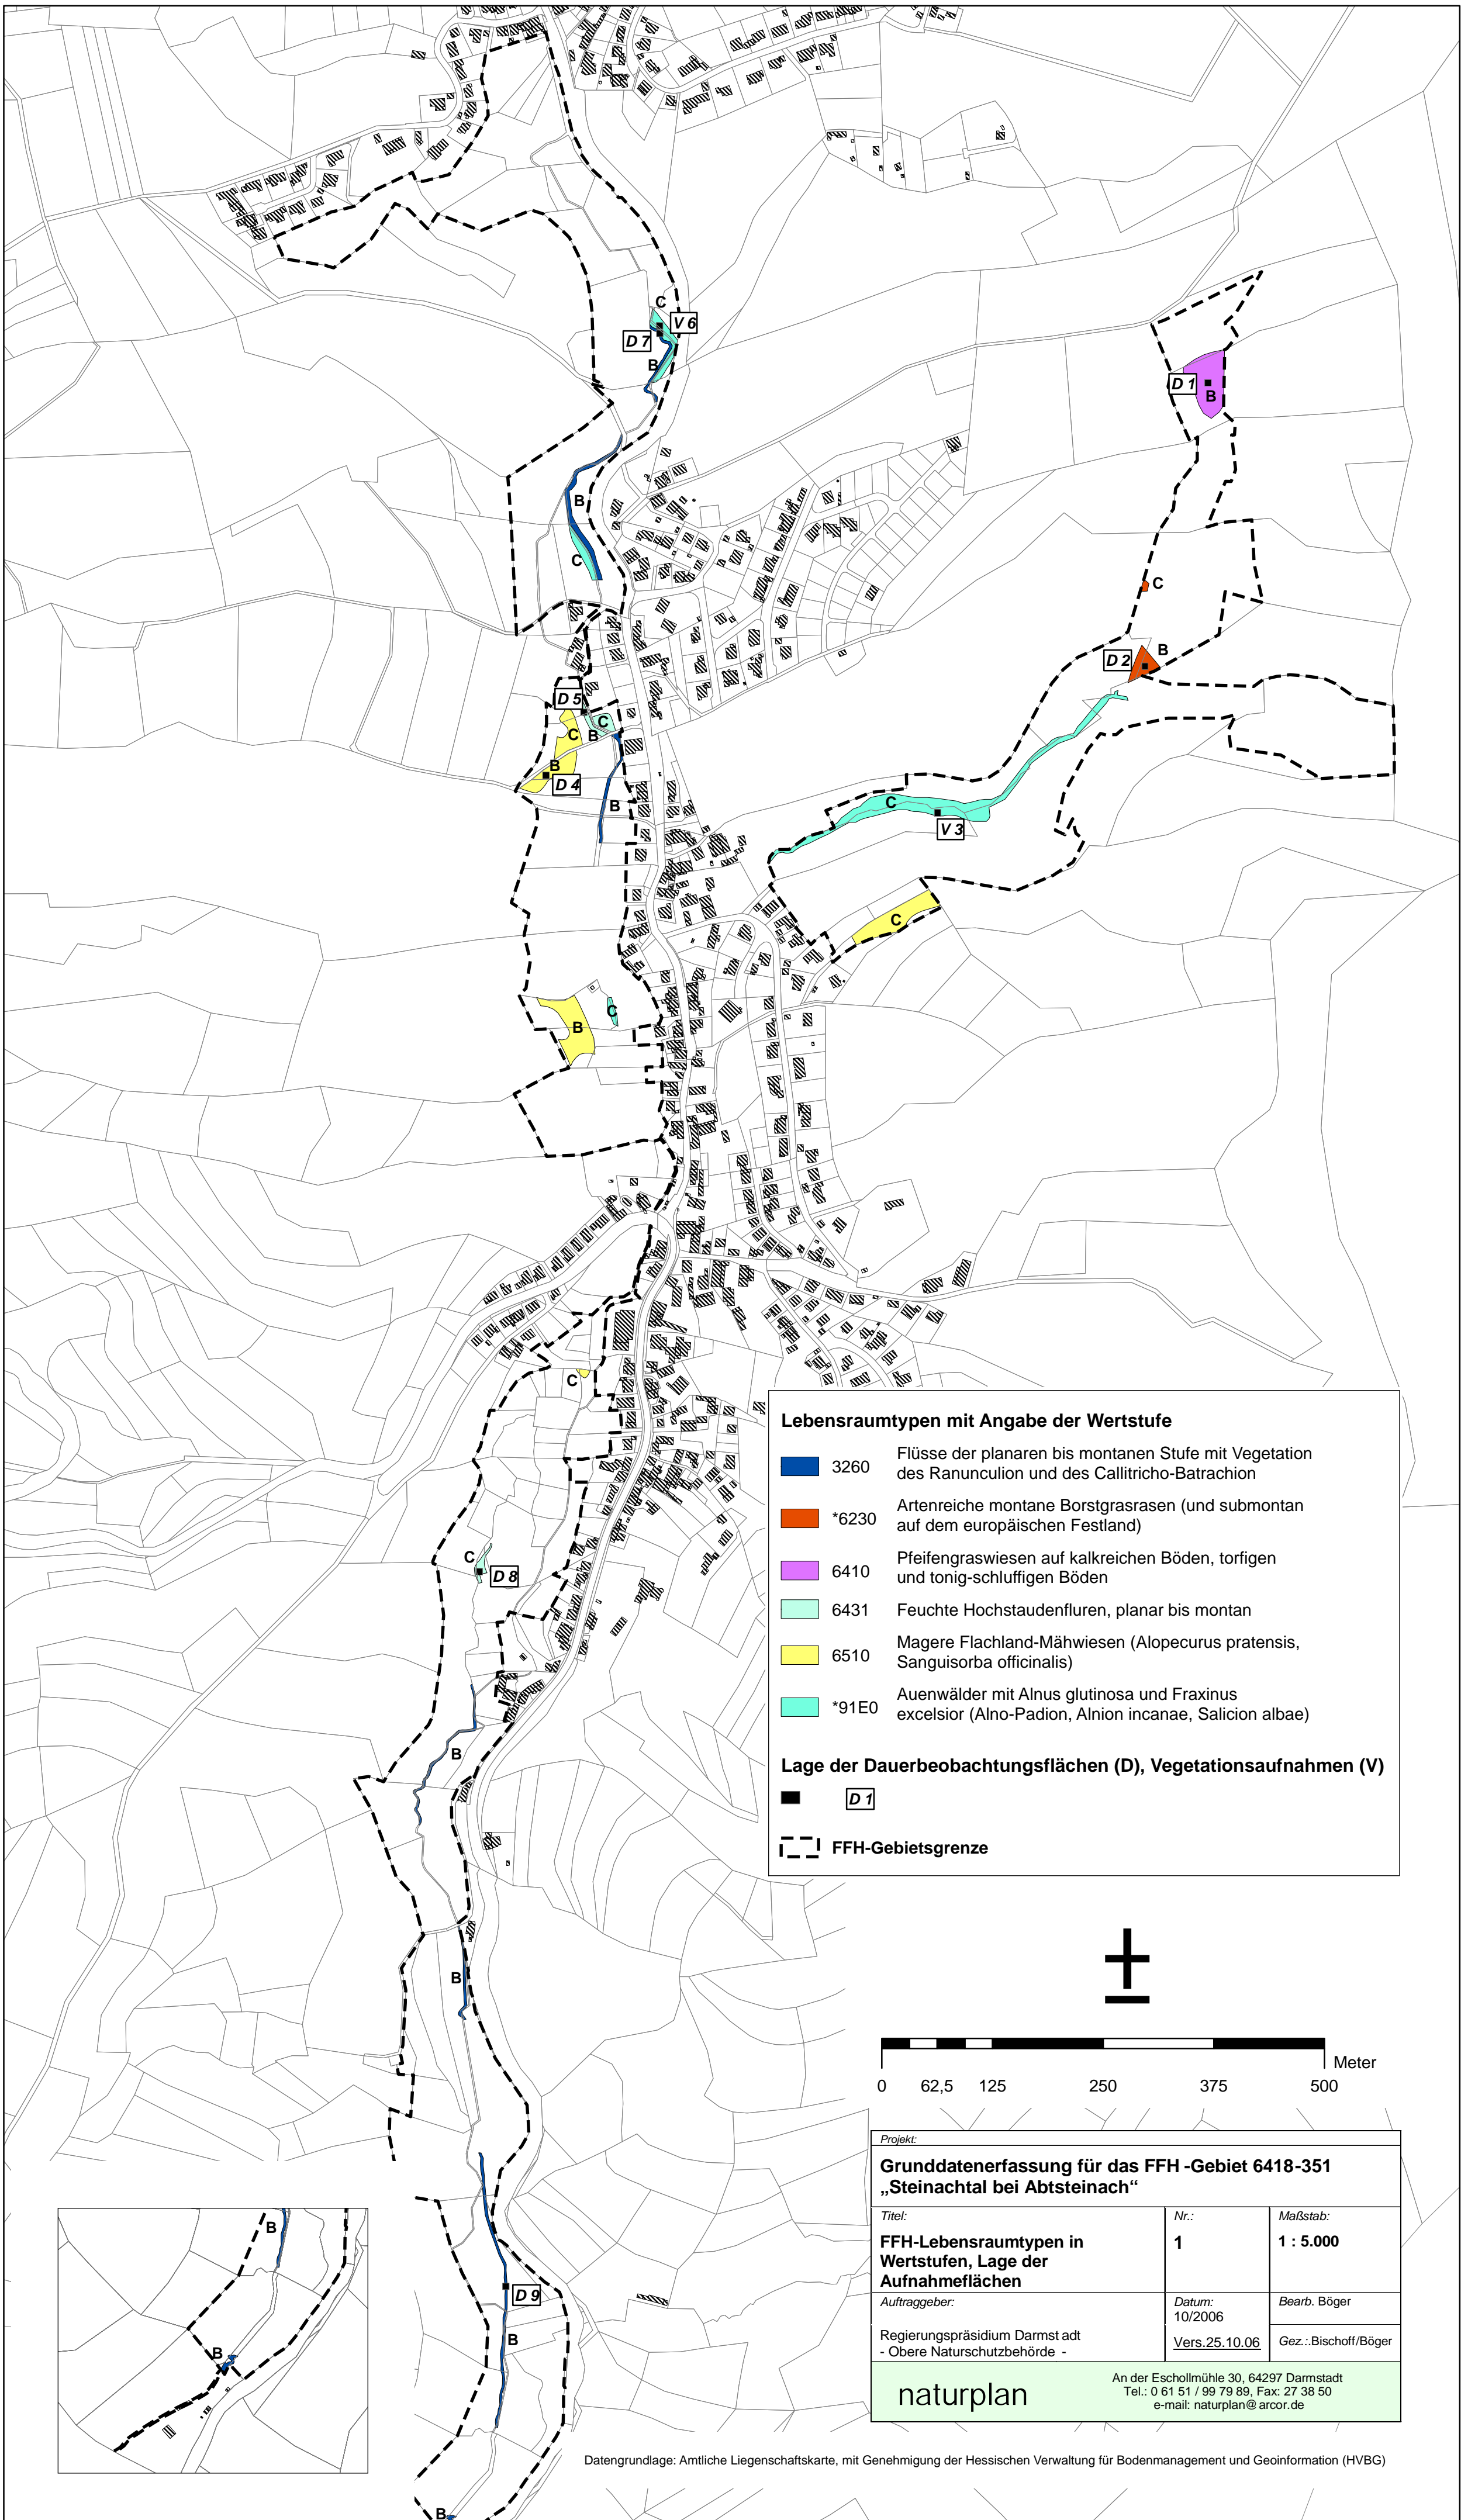 C
V 6
D 7
B
D 1
B
B
C
C
B
D 2
D 5
C
C
B
B
D 4
B
C
V 3
C
C
B
C
Lebensraumtypen mit Angabe der Wertstufe
3260 Flüsse der planaren bis montanen Stufe mit Vegetation
des Ranunculion und des Callitricho-Batrachion
*6230 Artenreiche montane Borstgrasrasen (und submontan
auf dem europäischen Festland)
6410 Pfeifengraswiesen auf kalkreichen Böden, torfigen
und tonig-schluffigen Böden
6431 Feuchte Hochstaudenfluren, planar bis montan
6510 Magere Flachland-Mähwiesen (Alopecurus pratensis,
Sanguisorba officinalis)
*91E0 Auenwälder mit Alnus glutinosa und Fraxinus
excelsior (Alno-Padion, Alnion incanae, Salicion albae)
Lage der Dauerbeobachtungsflächen (D), Vegetationsaufnahmen (V)
D 1
FFH-Gebietsgrenze
C
D 8
B
B
Meter
0 62,5 125 250 375 500
Projekt:
Grunddatenerfassung für das FFH -Gebiet 6418-351
„Steinachtal bei Abtsteinach“
Titel:
FFH-Lebensraumtypen in
Wertstufen, Lage der
Aufnahmeflächen
Nr.:
1
Maßstab:
1 : 5.000
Auftraggeber:
Regierungspräsidium Darmst adt
- Obere Naturschutzbehörde -
Datum:
10/2006
Vers.25.10.06
Bearb. Böger
Gez.:.Bischoff/Böger
naturplan
An der Eschollmühle 30, 64297 Darmstadt
Tel.: 0 61 51 / 99 79 89, Fax: 27 38 50
e-mail: naturplan@arcor.de
B
B
D 9
B
B
Datengrundlage: Amtliche Liegenschaftskarte, mit Genehmigung der Hessischen Verwaltung für Bodenmanagement und Geoinformation (HVBG)